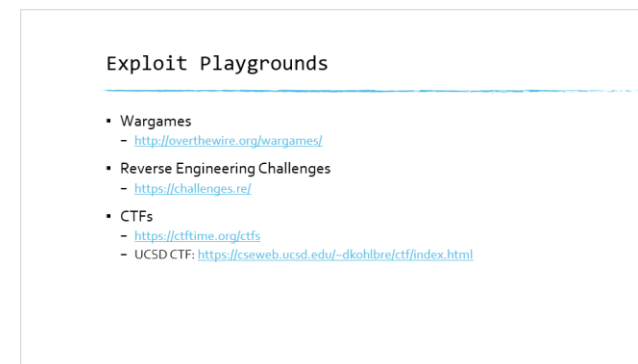 Exploit Playgrounds
▪ Wargames
– http://overthewire.org/wargames/
▪ Reverse Engineering Challenges
– https://challenges.re/
▪ CTFs
– https://ctftime.org/ctfs
– UCSD CTF: https://cseweb.ucsd.edu/~dkohlbre/ctf/index.html